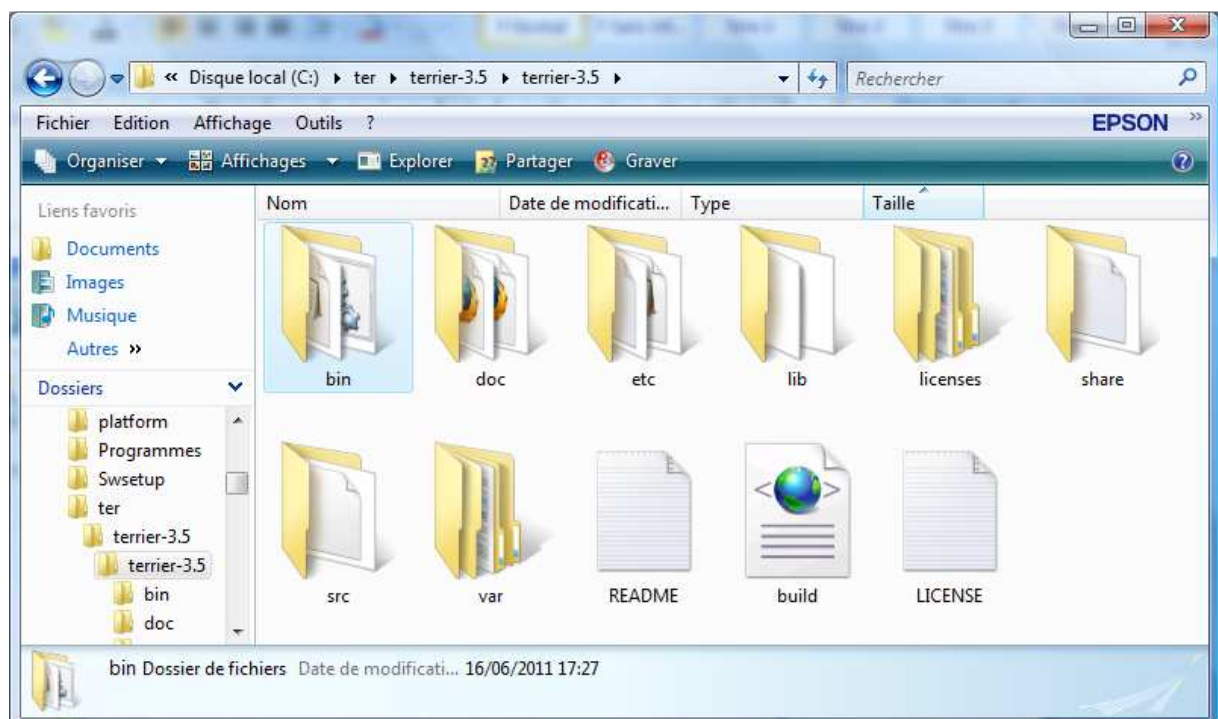 « Disque local (C:) ▸ ter ▸ terrier-3.5 ▸ terrier-3.5 ▸ Rechercher
Fichier Edition Affichage Outils ? EPSON »
Organiser Affichages Explorer Partager Graver
Liens favoris
Documents
Images
Musique
Autres »
Dossiers
platform
Programmes
Swsetup
ter
terrier-3.5
terrier-3.5
bin
doc
Nom Date de modificati... Type Taille
bin doc etc lib licenses share
src var README build LICENSE
bin Dossier de fichiers Date de modificati... 16/06/2011 17:27